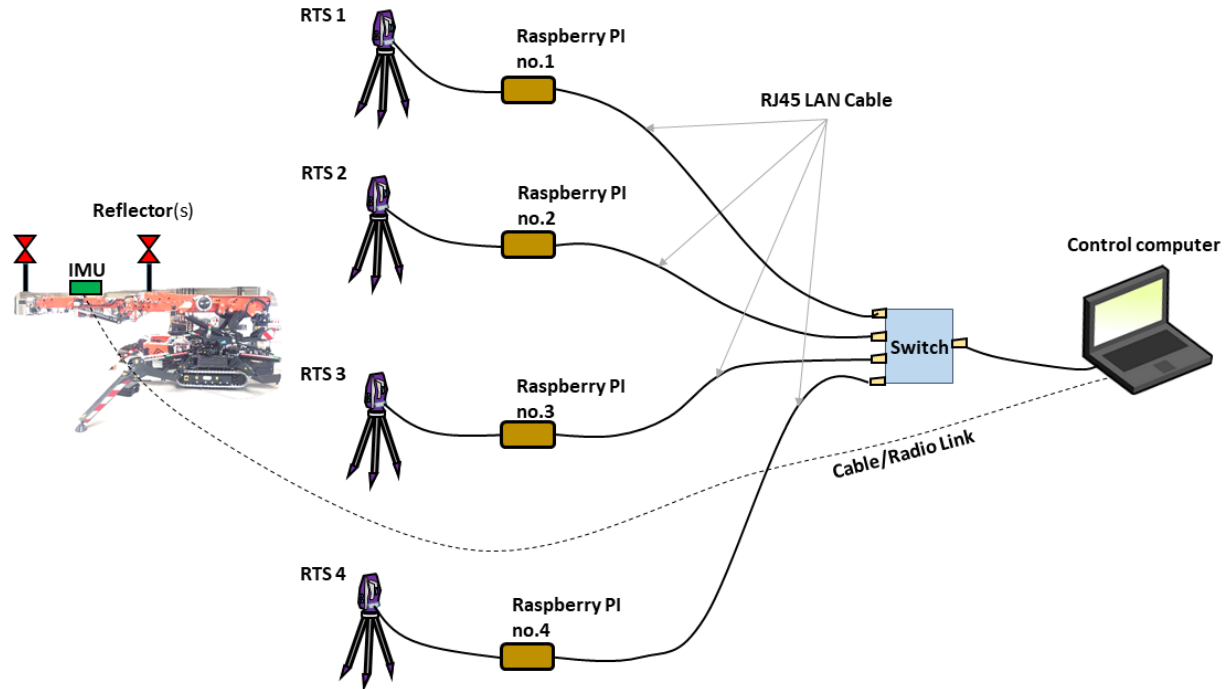 RTS 1
Raspberry PI
no.1
RJ45 LAN Cable
RTS 2
Raspberry PI
no.2
Reflector(s)
IMU
Control computer
Switch
RTS 3
Raspberry PI
no.3
Cable/Radio Link
RTS 4
Raspberry PI
no.4